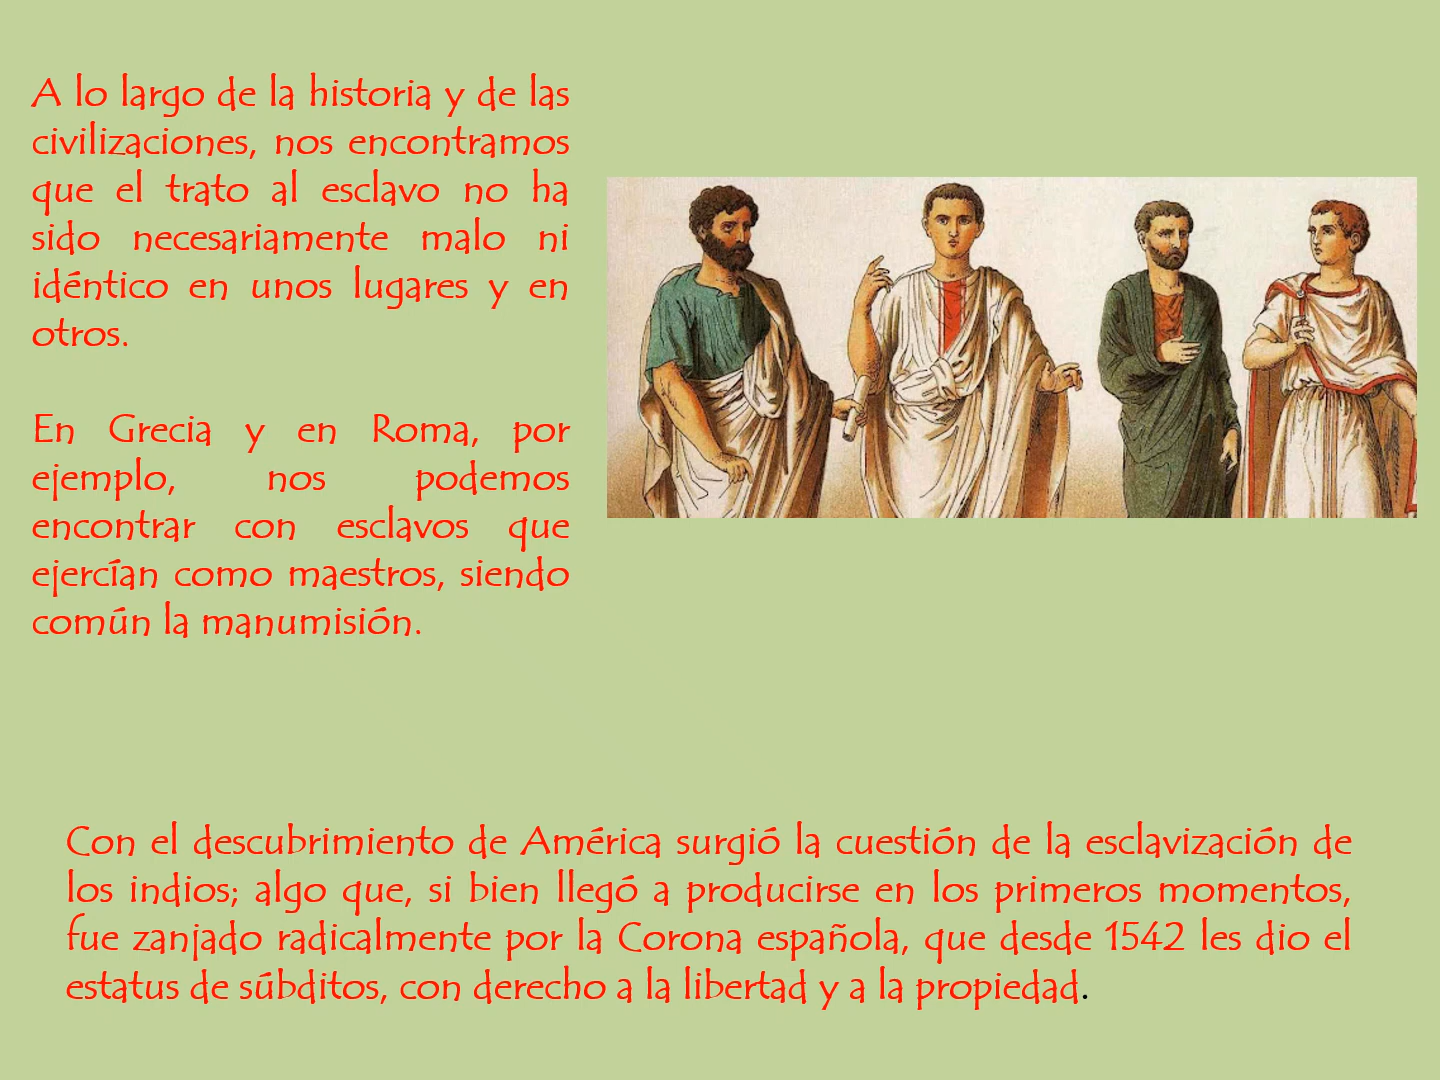 A lo largo de la historia y de las
civilizaciones, nos encontramos
que el trato al esclavo no ha
sido necesariamente malo ni
idéntico en unos lugares y en
otros.
En Grecia y en Roma, por
ejemplo, nos podemos
encontrar con esclavos que
ejercían como maestros, siendo
común la manumisión.
Con el descubrimiento de América surgió la cuestión de la esclavización de
los indios; algo que, si bien llegó a producirse en los primeros momentos,
fue zanjado radicalmente por la Corona española, que desde 1542 les dio el
estatus de súbditos, con derecho a la libertad y a la propiedad.